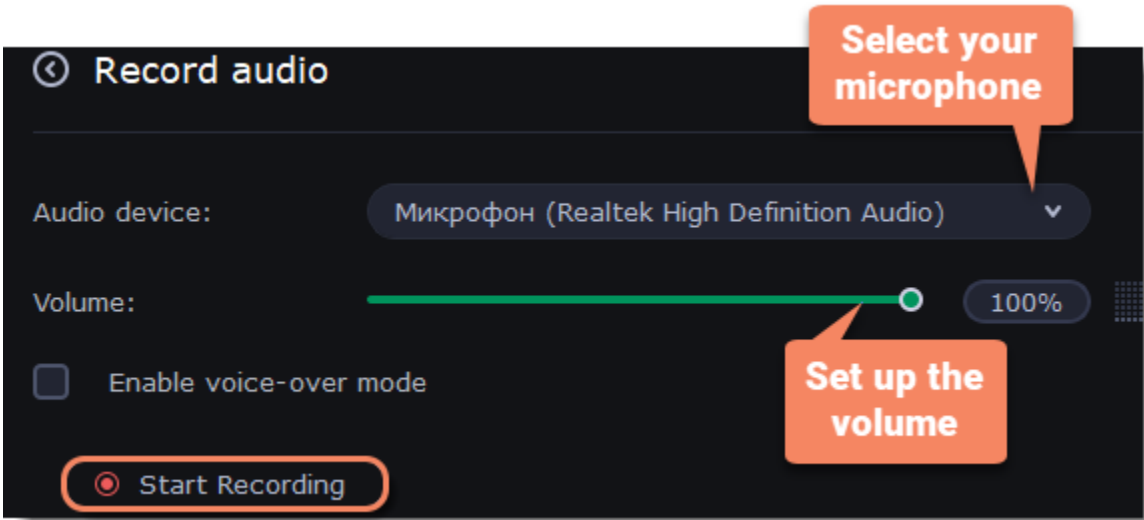 Select your
microphone
Record audio
Audio device:
Микрофон (Realtek High Definition Audio)
Volume:
100%
Set up the
volume
Enable voice-over mode
Start Recording